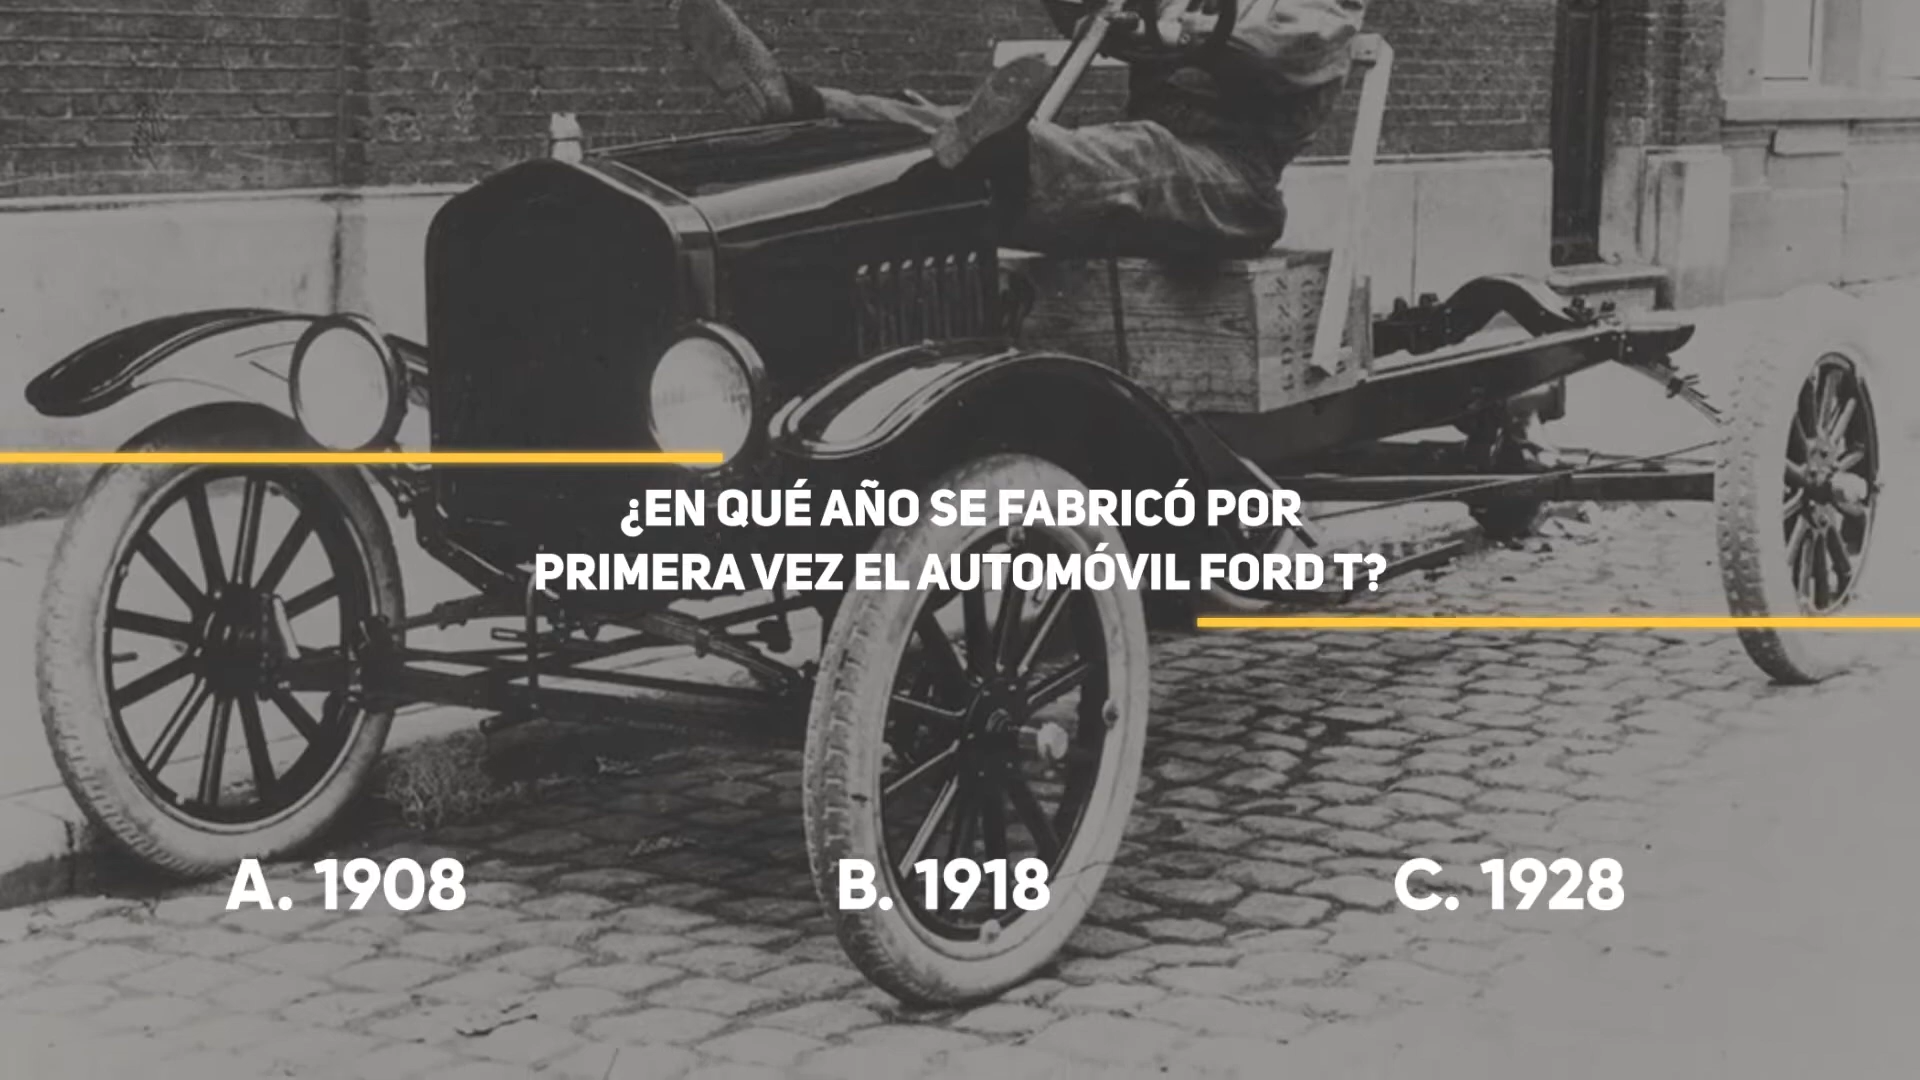 ¿EN QUÉ AÑO SE FABRICÓ POR
PRIMERA VEZ EL AUTOMÓVIL FORD T?
A. 1908
B. 1918
C. 1928